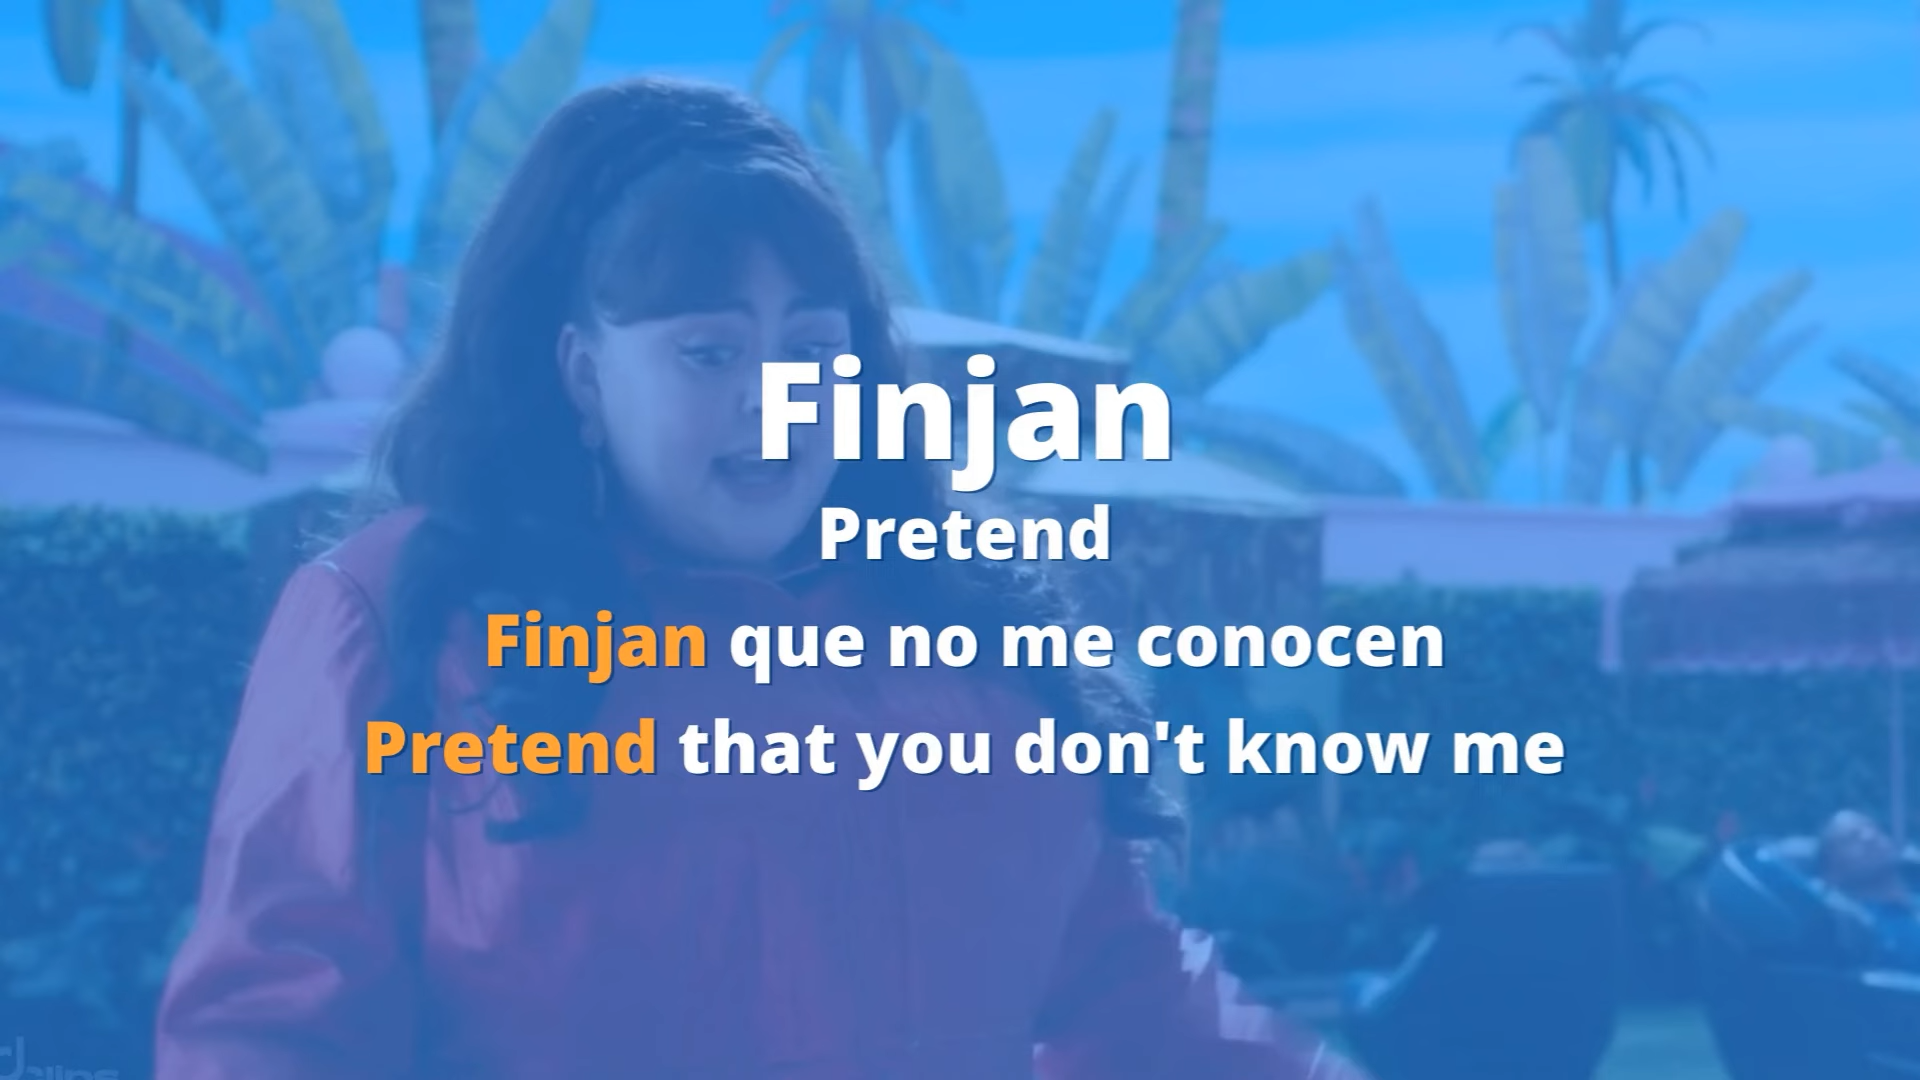 Finjan
Pretend
Finjan que no me conocen
Pretend that you don't know me